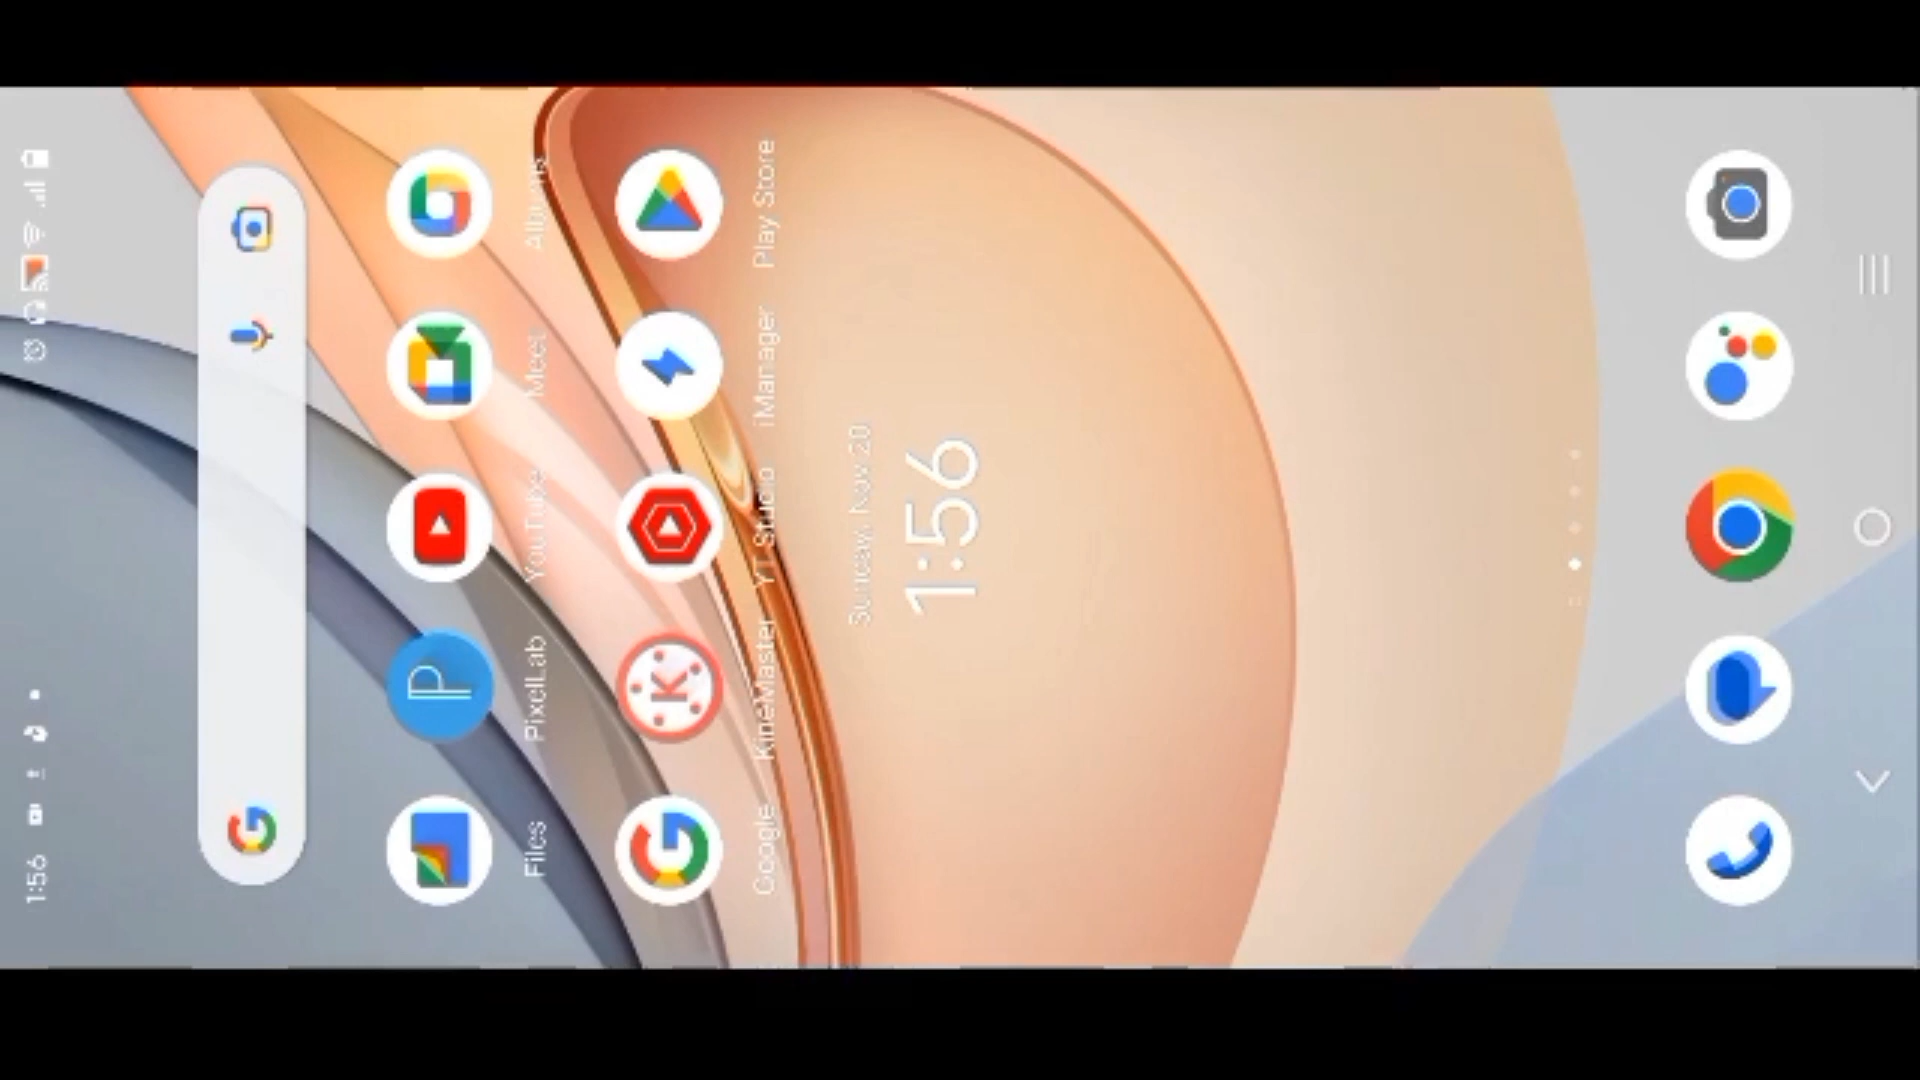 1:56
Files PixelLab YouTube Meet Albums
Google KineMaster YT Studio iManager Play Store
Sunday, Nov 20
1:56